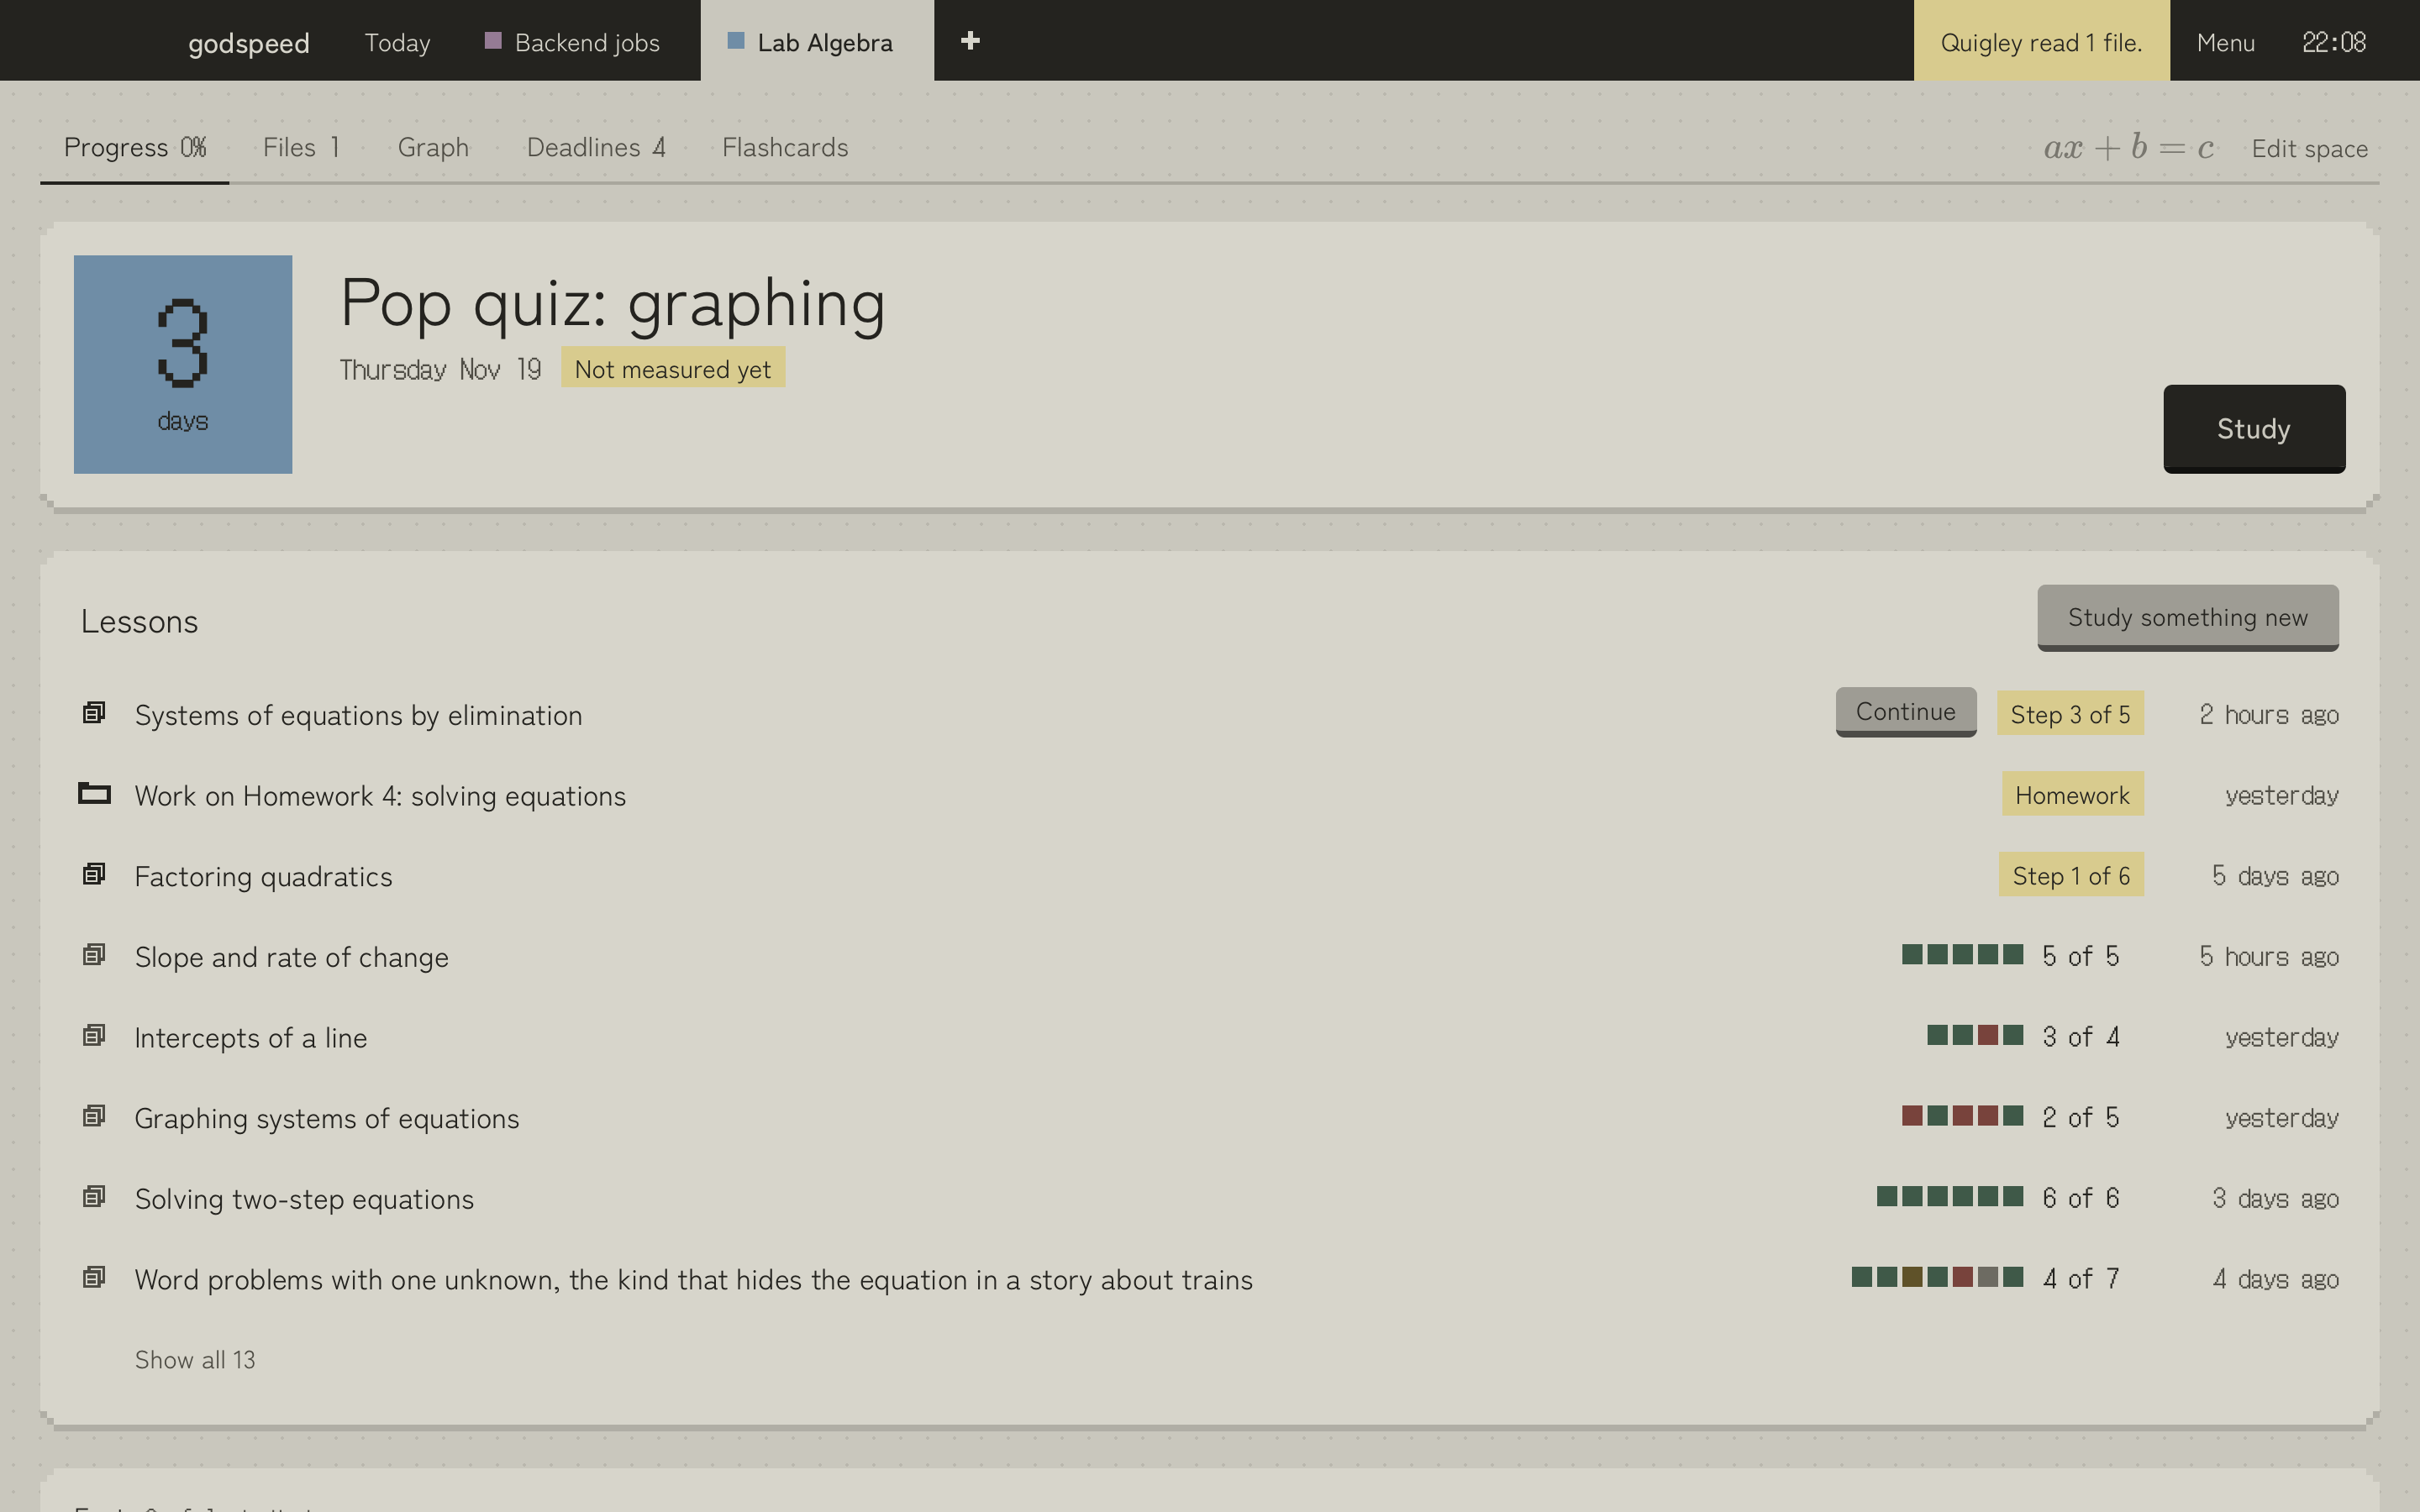 godspeed Today Backend jobs Lab Algebra + Quigley read 1 file. Menu 22:08
Progress 0% Files 1 Graph Deadlines 4 Flashcards ax + b = c Edit space
3
days
Pop quiz: graphing
Thursday Nov 19 Not measured yet
Study
Lessons Study something new
Systems of equations by elimination Continue Step 3 of 5 2 hours ago
Work on Homework 4: solving equations Homework yesterday
Factoring quadratics Step 1 of 6 5 days ago
Slope and rate of change 5 of 5 5 hours ago
Intercepts of a line 3 of 4 yesterday
Graphing systems of equations 2 of 5 yesterday
Solving two-step equations 6 of 6 3 days ago
Word problems with one unknown, the kind that hides the equation in a story about trains 4 of 7 4 days ago
Show all 13